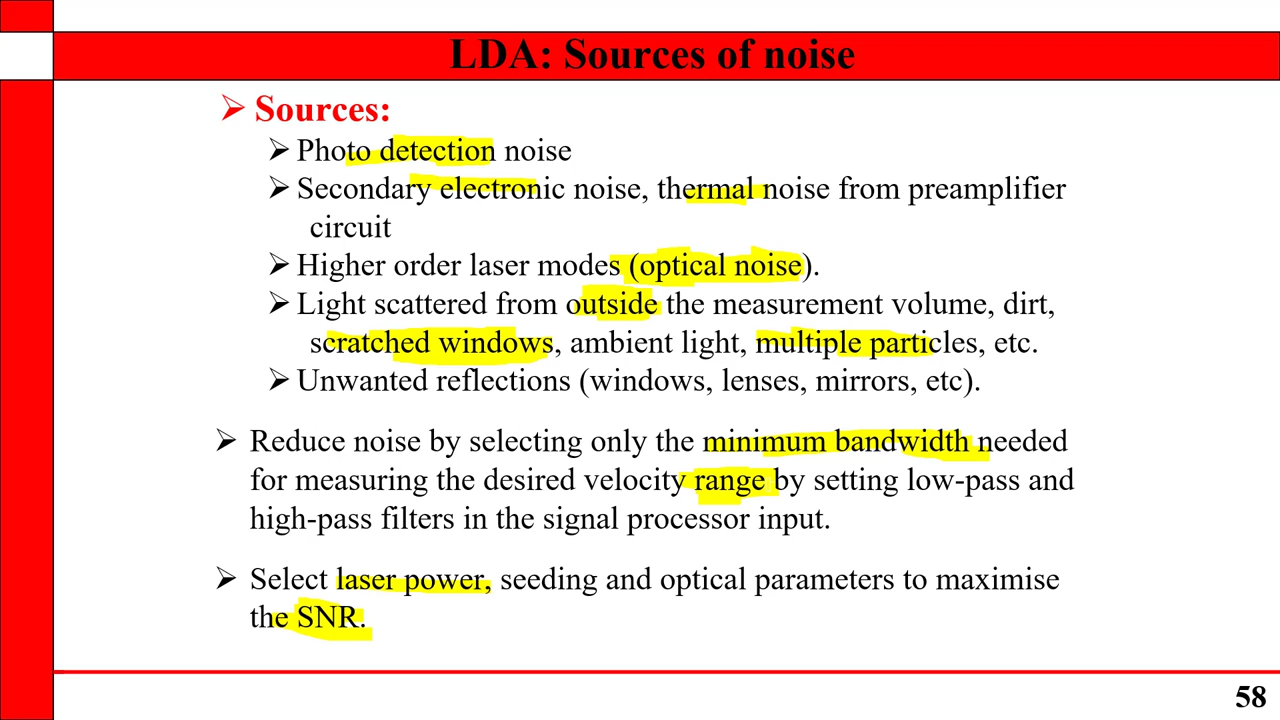 LDA: Sources of noise
➢ Sources:
➢ Photo detection noise
➢ Secondary electronic noise, thermal noise from preamplifier
circuit
➢ Higher order laser modes (optical noise).
➢ Light scattered from outside the measurement volume, dirt,
scratched windows, ambient light, multiple particles, etc.
➢ Unwanted reflections (windows, lenses, mirrors, etc).
➢ Reduce noise by selecting only the minimum bandwidth needed
for measuring the desired velocity range by setting low-pass and
high-pass filters in the signal processor input.
➢ Select laser power, seeding and optical parameters to maximise
the SNR.
58